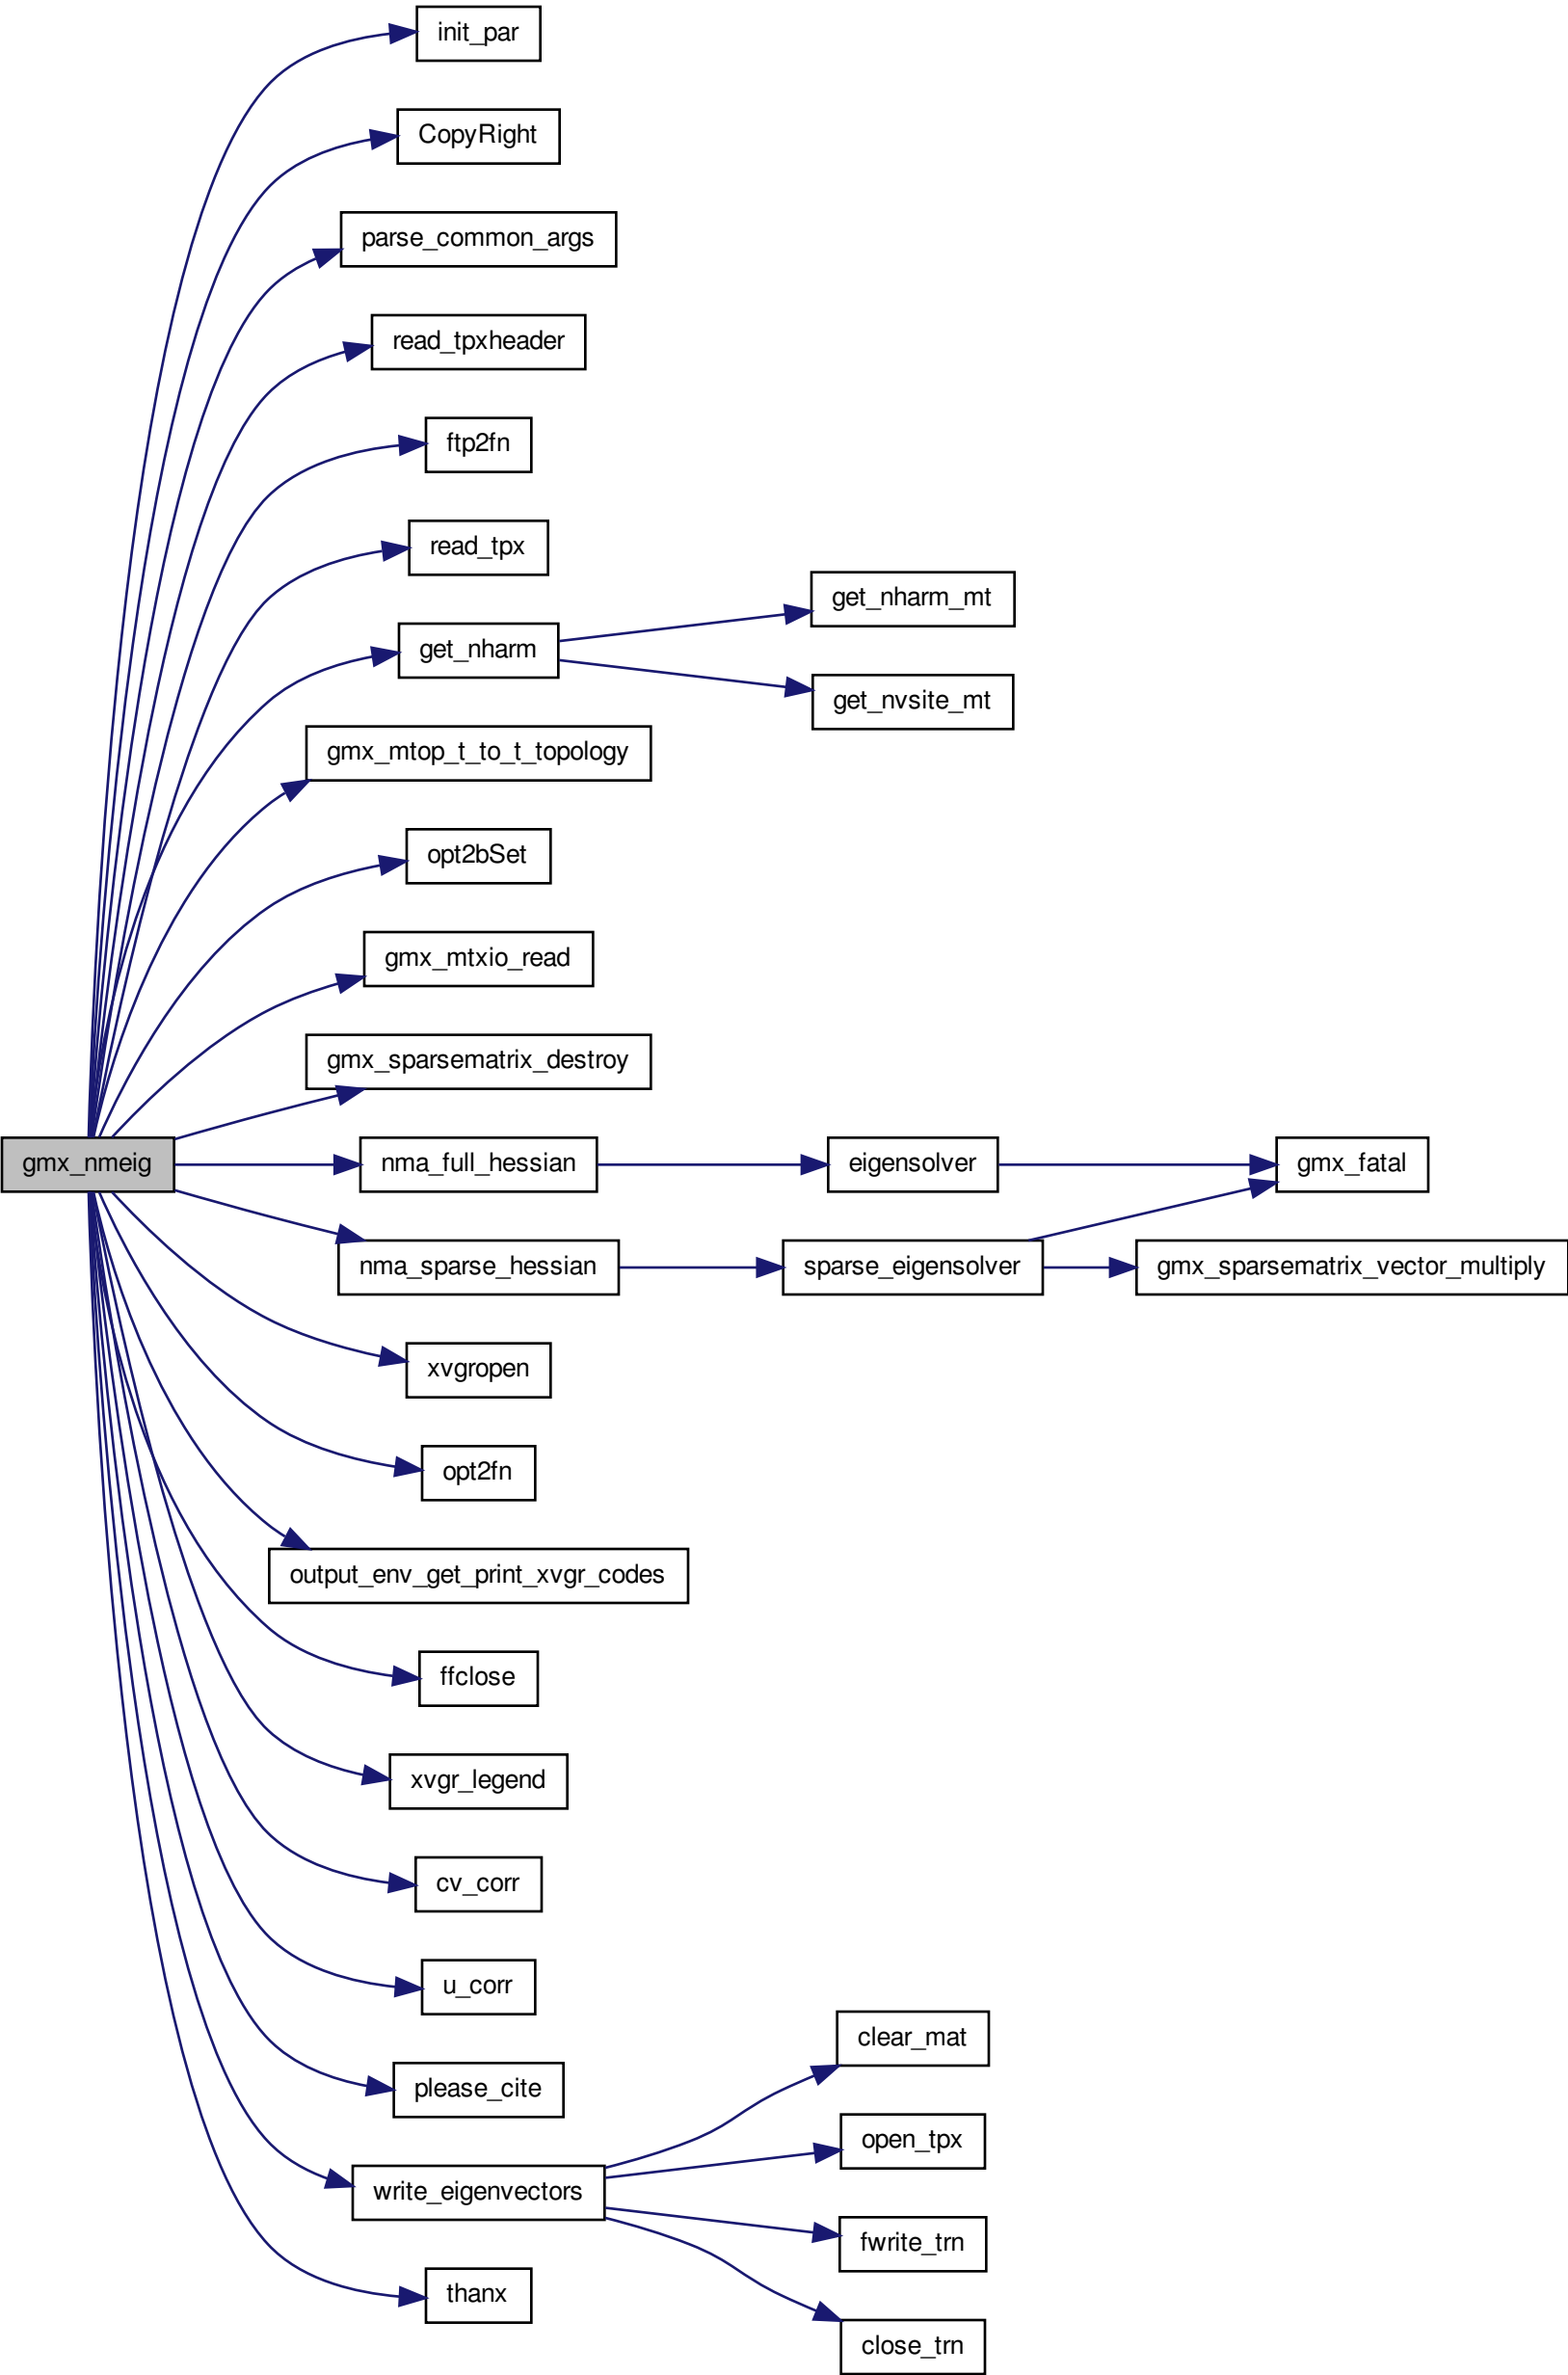 init_par
CopyRight
parse_common_args
read_tpxheader
ftp2fn
read_tpx
get_nharm_mt
get_nharm
get_nvsite_mt
gmx_mtop_t_to_t_topology
opt2bSet
gmx_mtxio_read
gmx_sparsematrix_destroy
gmx_nmeig
nma_full_hessian
eigensolver
gmx_fatal
nma_sparse_hessian
sparse_eigensolver
gmx_sparsematrix_vector_multiply
xvgropen
opt2fn
output_env_get_print_xvgr_codes
ffclose
xvgr_legend
cv_corr
u_corr
clear_mat
please_cite
open_tpx
write_eigenvectors
fwrite_trn
thanx
close_trn